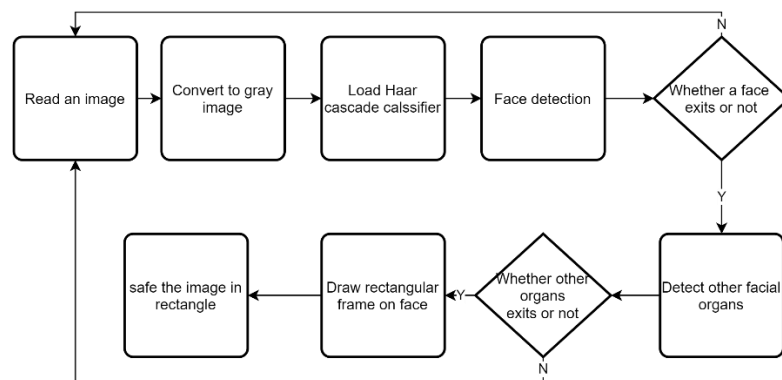 N
Read an image
Convert to gray
image
Load Haar
cascade calssifier
Face detection
Whether a face
exits or not
Y
Detect other facial
organs
Whether other
organs
exits or not
Y
Draw rectangular
frame on face
safe the image in
rectangle
N